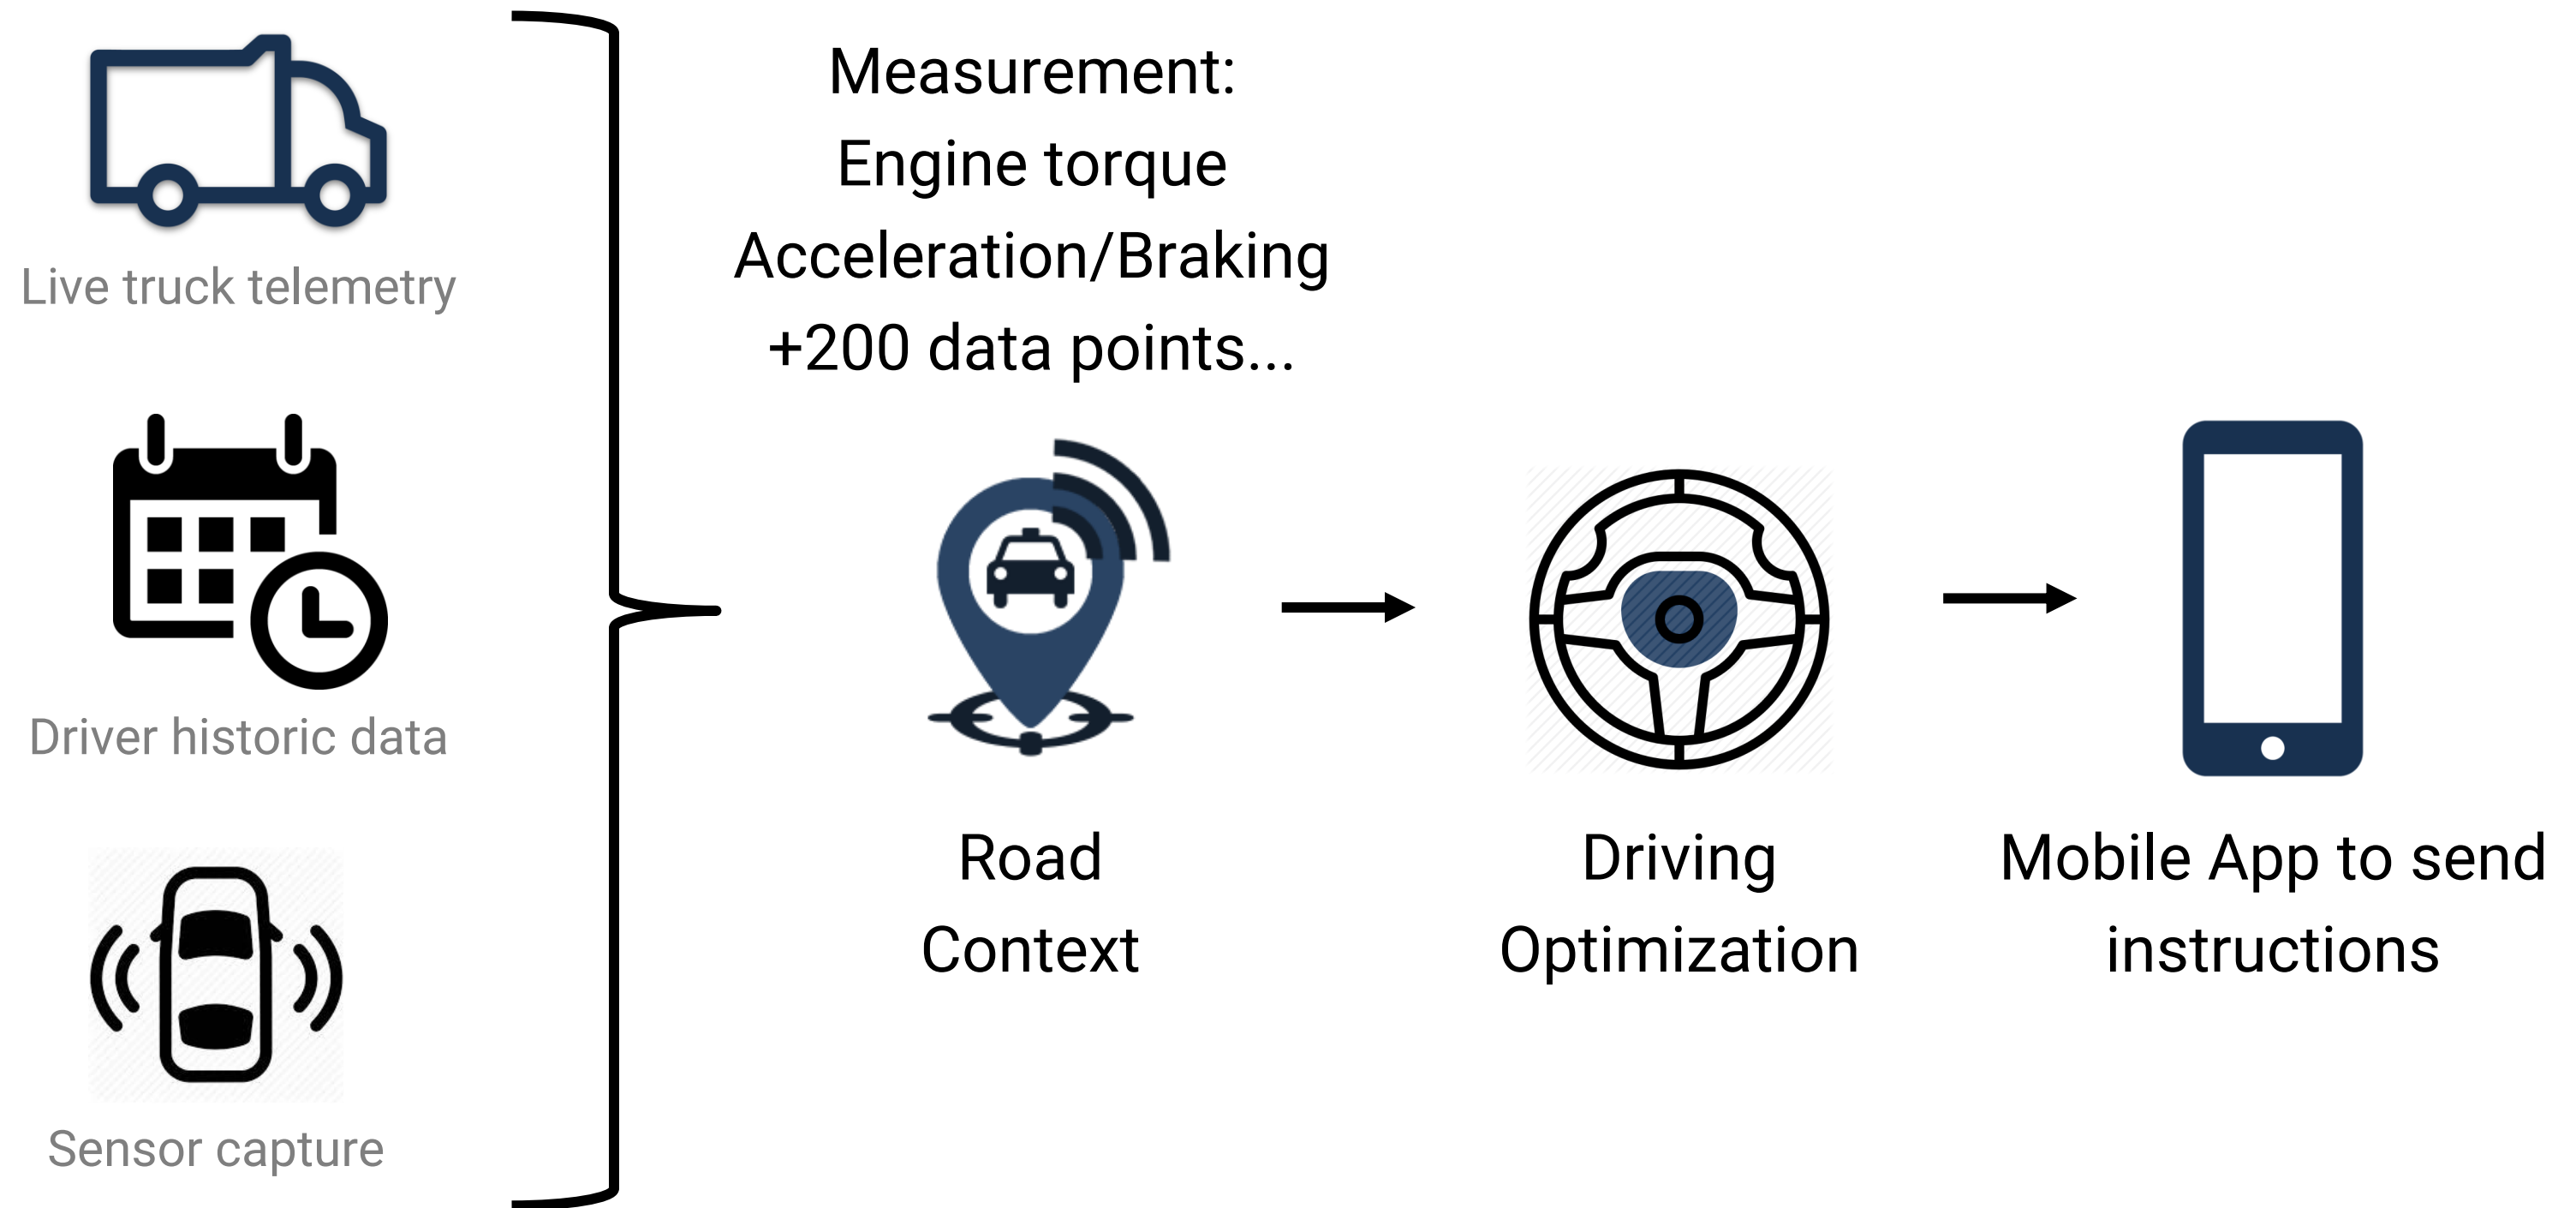 Live truck telemetry
Driver historic data
Sensor capture
Measurement:
Engine torque
Acceleration/Braking
+200 data points...
Road
Context
Driving
Optimization
Mobile App to send
instructions